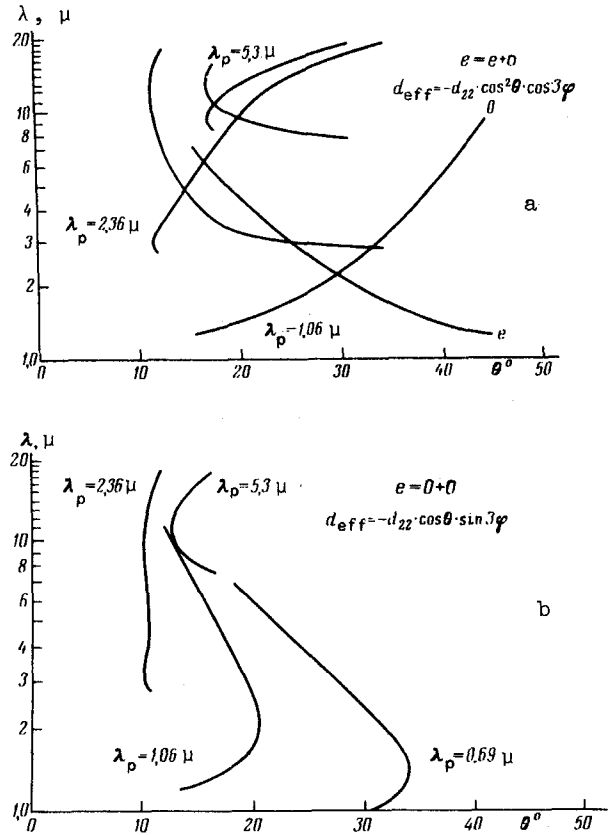 λ, μ
20
10
8
6
4
3
2
1,0
0
10
20
30
40
50
θ°
λp=5,3 μ
λp=2,36 μ
λp=1,06 μ
e=e+0
deff=-d22·cos²θ·cos3φ
0
e
a
λ, μ
20
10
8
6
4
3
2
1,0
0
10
20
30
40
50
θ°
λp=2,36 μ
λp=5,3 μ
e=0+0
deff=-d22·cosθ·sin3φ
λp=1,06 μ
λp=0,69 μ
b